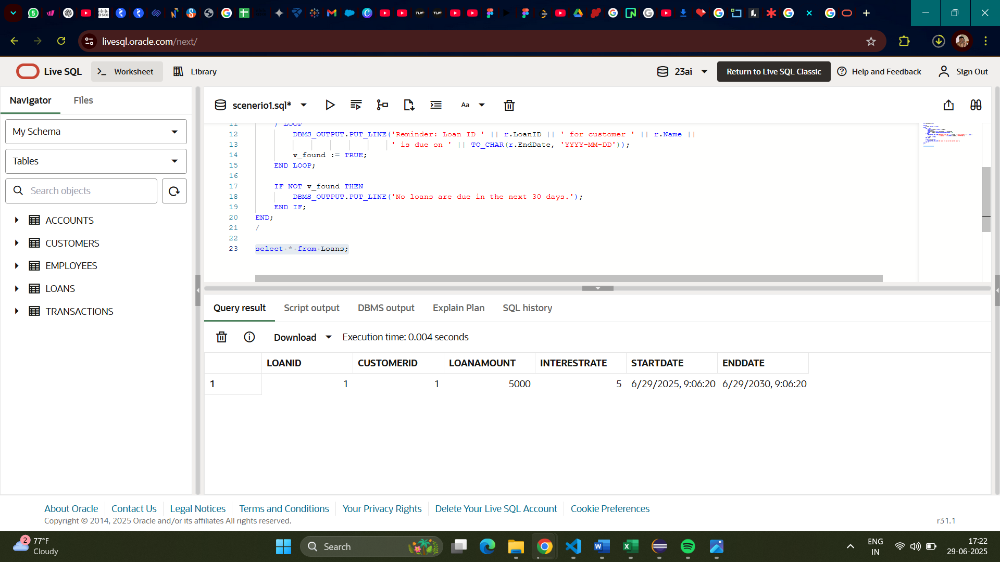 livesql.oracle.com/next/
Live SQL
Worksheet
Library
23ai
Return to Live SQL Classic
Help and Feedback
Sign Out
Navigator
Files
My Schema
Tables
Search objects
ACCOUNTS
CUSTOMERS
EMPLOYEES
LOANS
TRANSACTIONS
scenerio1.sql*
Aa
11 ) LOOP
12 DBMS_OUTPUT.PUT_LINE('Reminder: Loan ID ' || r.LoanID || ' for customer ' || r.Name ||
13 ' is due on ' || TO_CHAR(r.EndDate, 'YYYY-MM-DD'));
14 v_found := TRUE;
15 END LOOP;
16
17 IF NOT v_found THEN
18 DBMS_OUTPUT.PUT_LINE('No loans are due in the next 30 days.');
19 END IF;
20 END;
21 /
22
23 select * from Loans;
Query result
Script output
DBMS output
Explain Plan
SQL history
Download
Execution time: 0.004 seconds
LOANID CUSTOMERID LOANAMOUNT INTERESTRATE STARTDATE ENDDATE
1 1 1 5000 5 6/29/2025, 9:06:20 6/29/2030, 9:06:20
About Oracle
Contact Us
Legal Notices
Terms and Conditions
Your Privacy Rights
Delete Your Live SQL Account
Cookie Preferences
Copyright © 2014, 2025 Oracle and/or its affiliates All rights reserved.
r31.1
2
77°F
Cloudy
Search
ENG
IN
17:22
29-06-2025